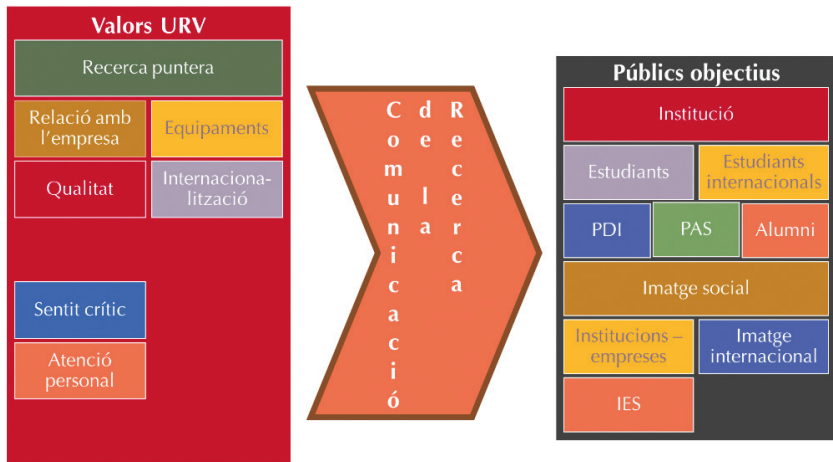 Valors URV
Recerca puntera
Relació amb
l'empresa
Equipaments
Qualitat
Internaciona-
lització
Sentit crític
Atenció
personal
Comunicació
de la
Recerca
Públics objectius
Institució
Estudiants
Estudiants
internacionals
PDI
PAS
Alumni
Imatge social
Institucions –
empreses
Imatge
internacional
IES